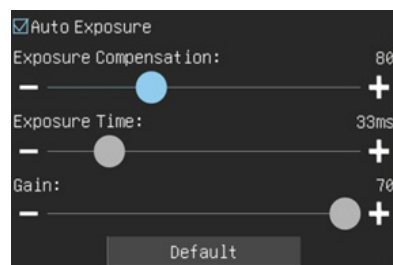 Auto Exposure
Exposure Compensation: 80
Exposure Time: 33ms
Gain: 70
Default